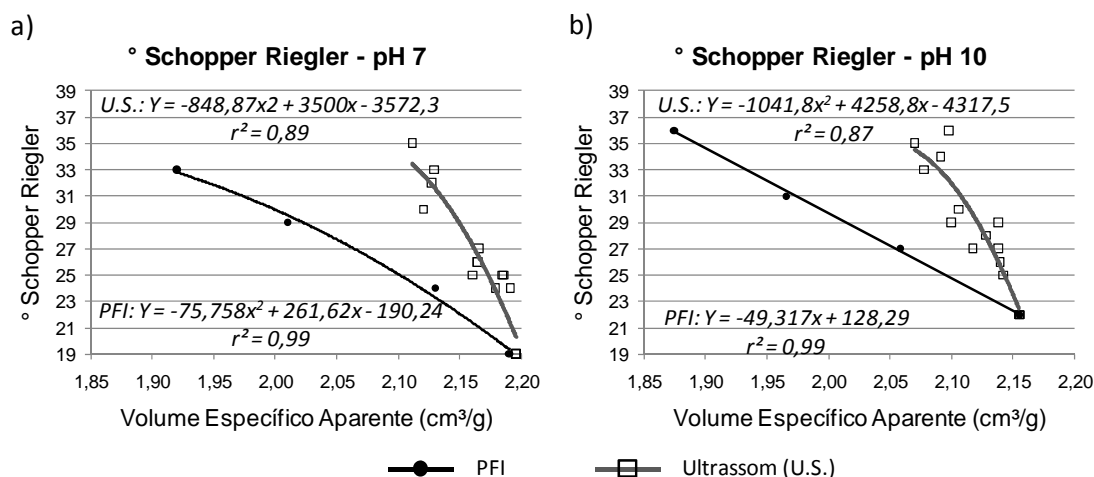 a)
° Schopper Riegler - pH 7
° Schopper Riegler
39
37
35
33
31
29
27
25
23
21
19
U.S.: Y = -848,87x2 + 3500x - 3572,3
r² = 0,89
PFI: Y = -75,758x² + 261,62x - 190,24
r² = 0,99
1,85 1,90 1,95 2,00 2,05 2,10 2,15 2,20
Volume Específico Aparente (cm³/g)
b)
° Schopper Riegler - pH 10
° Schopper Riegler
39
37
35
33
31
29
27
25
23
21
19
U.S.: Y = -1041,8x² + 4258,8x - 4317,5
r² = 0,87
PFI: Y = -49,317x + 128,29
r² = 0,99
1,85 1,90 1,95 2,00 2,05 2,10 2,15 2,20
Volume Específico Aparente (cm³/g)
PFI Ultrassom (U.S.)